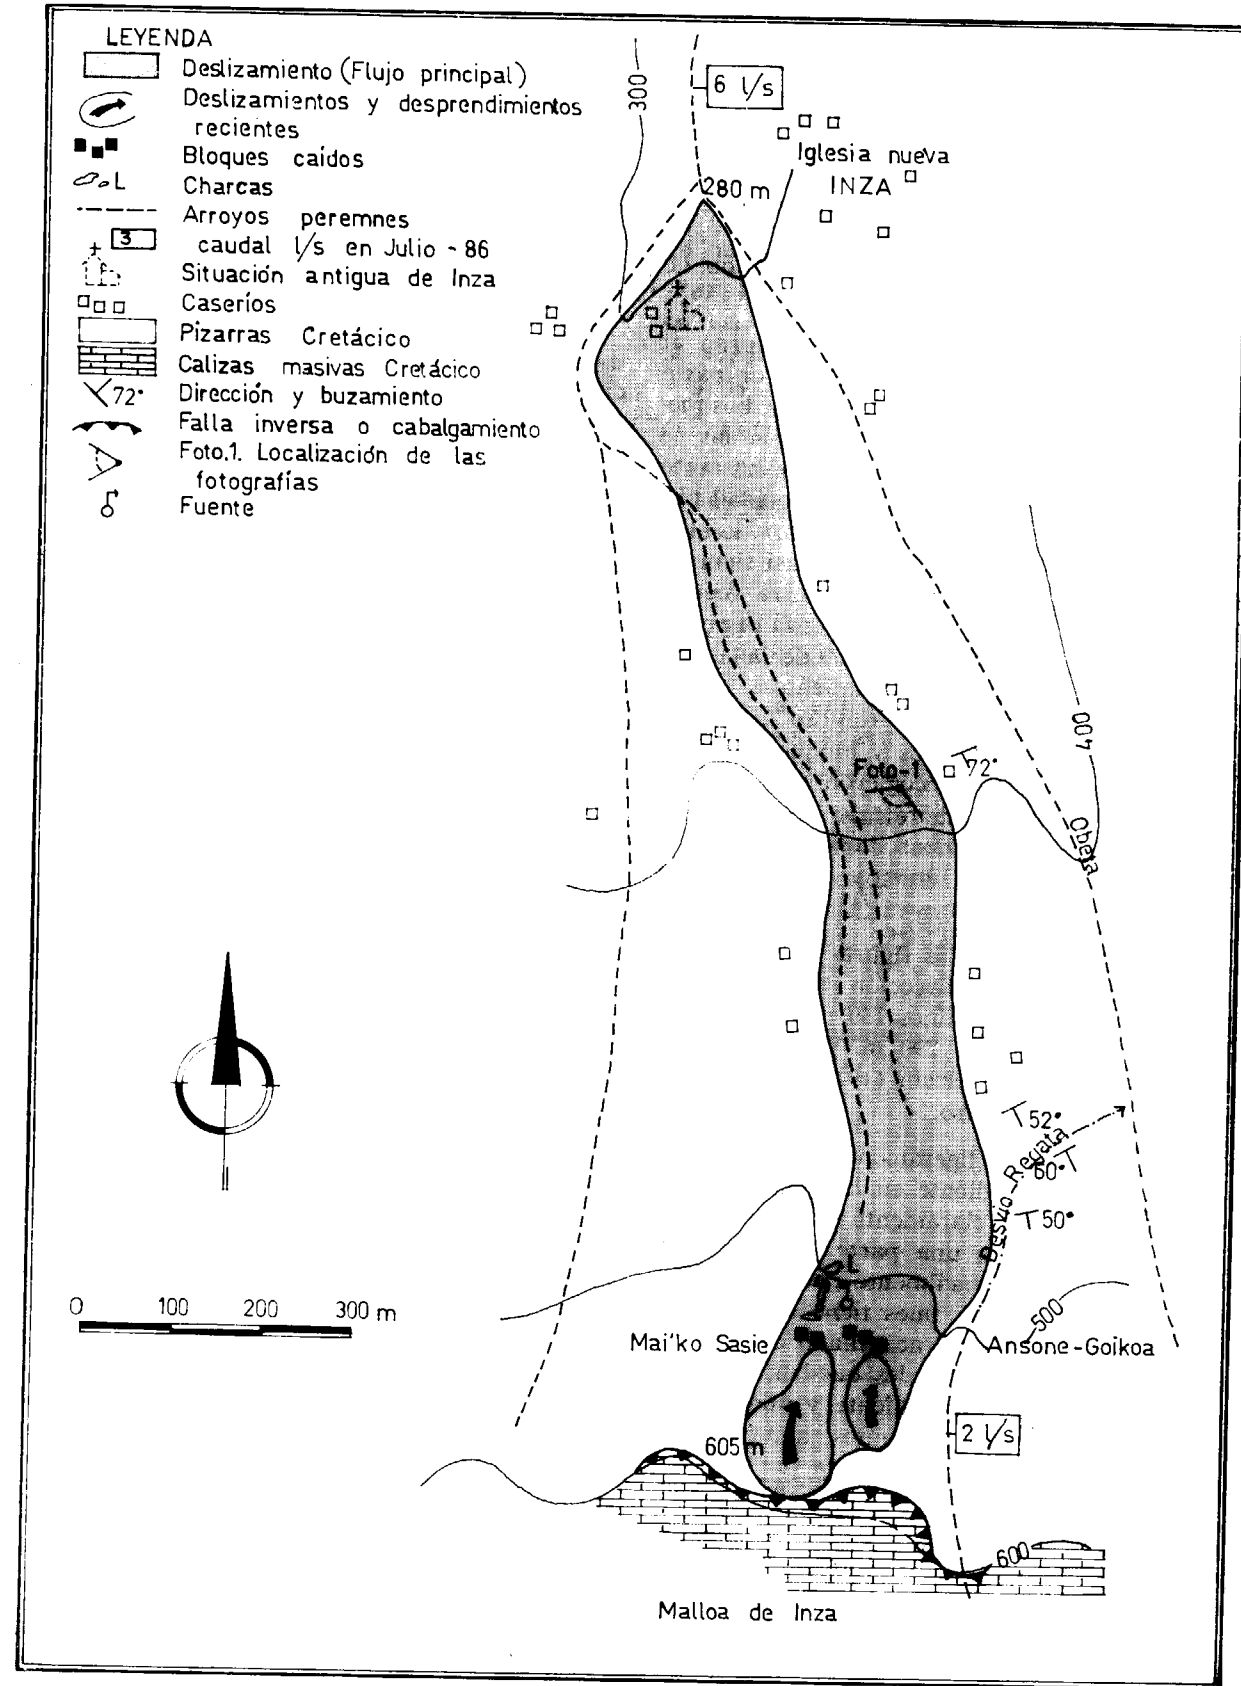 LEYENDA
Deslizamiento (Flujo principal)
Deslizamientos y desprendimientos
recientes
Bloques caídos
L Charcas
Arroyos peremnes
3 caudal l/s en Julio - 86
Situación antigua de Inza
Caseríos
Pizarras Cretácico
Calizas masivas Cretácico
72° Dirección y buzamiento
Falla inversa o cabalgamiento
Foto.1. Localización de las
fotografías
Fuente
300
6 l/s
Iglesia nueva
INZA
280 m
400
Foto-1
72°
Obeta
52°
Desvio-Regata
60°
50°
L
0 100 200 300 m
500
Mai'ko Sasie
Ansone-Goikoa
2 l/s
605 m
600
Malloa de Inza